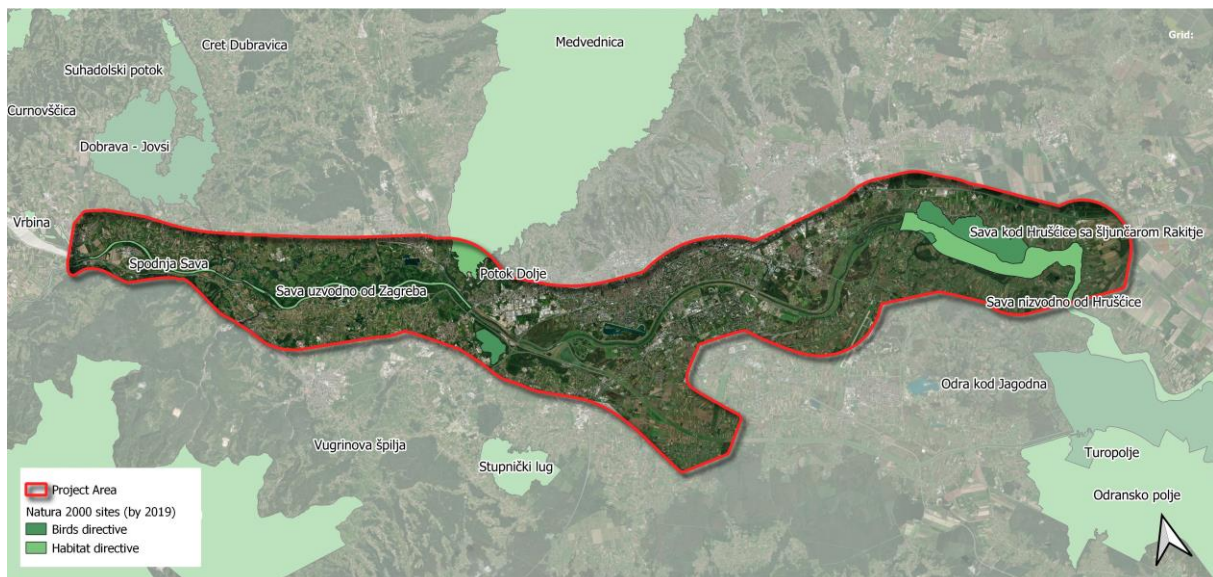 Cret Dubravica
Medvednica
Grid:
Suhadolski potok
Curnovščica
Dobrava - Jovsi
Vrbina
Sava kod Hrušćice sa šljunčarom Rakitje
Spodnja Sava
Potok Dolje
Sava uzvodno od Zagreba
Sava nizvodno od Hrušćice
Odra kod Jagodna
Vugrinova špilja
Turopolje
Stupnički lug
Odransko polje
Project Area
Natura 2000 sites (by 2019)
Birds directive
Habitat directive